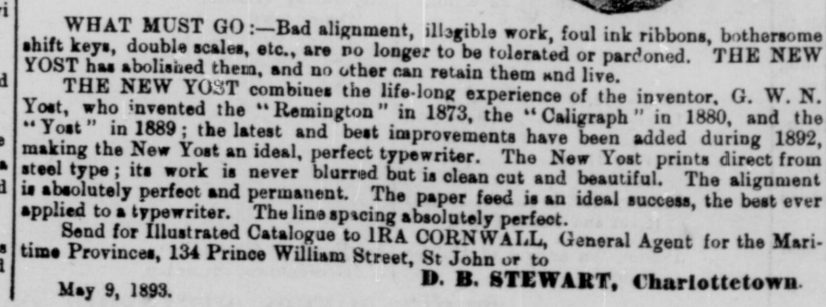 WHAT MUST GO:—Bad alignment, illegible work, foul ink ribbons, bothersome
shift keys, double scales, etc., are no longer to be tolerated or pardoned. THE NEW
YOST has abolished them, and no other can retain them and live.
THE NEW YOST combines the life-long experience of the inventor, G. W. N.
Yost, who invented the "Remington" in 1873, the "Caligraph" in 1880, and the
"Yost" in 1889; the latest and best improvements have been added during 1892,
making the New Yost an ideal, perfect typewriter. The New Yost prints direct from
steel type; its work is never blurred but is clean cut and beautiful. The alignment
is absolutely perfect and permanent. The paper feed is an ideal success, the best ever
applied to a typewriter. The line spacing absolutely perfect.
Send for Illustrated Catalogue to IRA CORNWALL, General Agent for the Mari-
time Provinces, 134 Prince William Street, St John or to
D. B. STEWART, Charlottetown.
May 9, 1893.